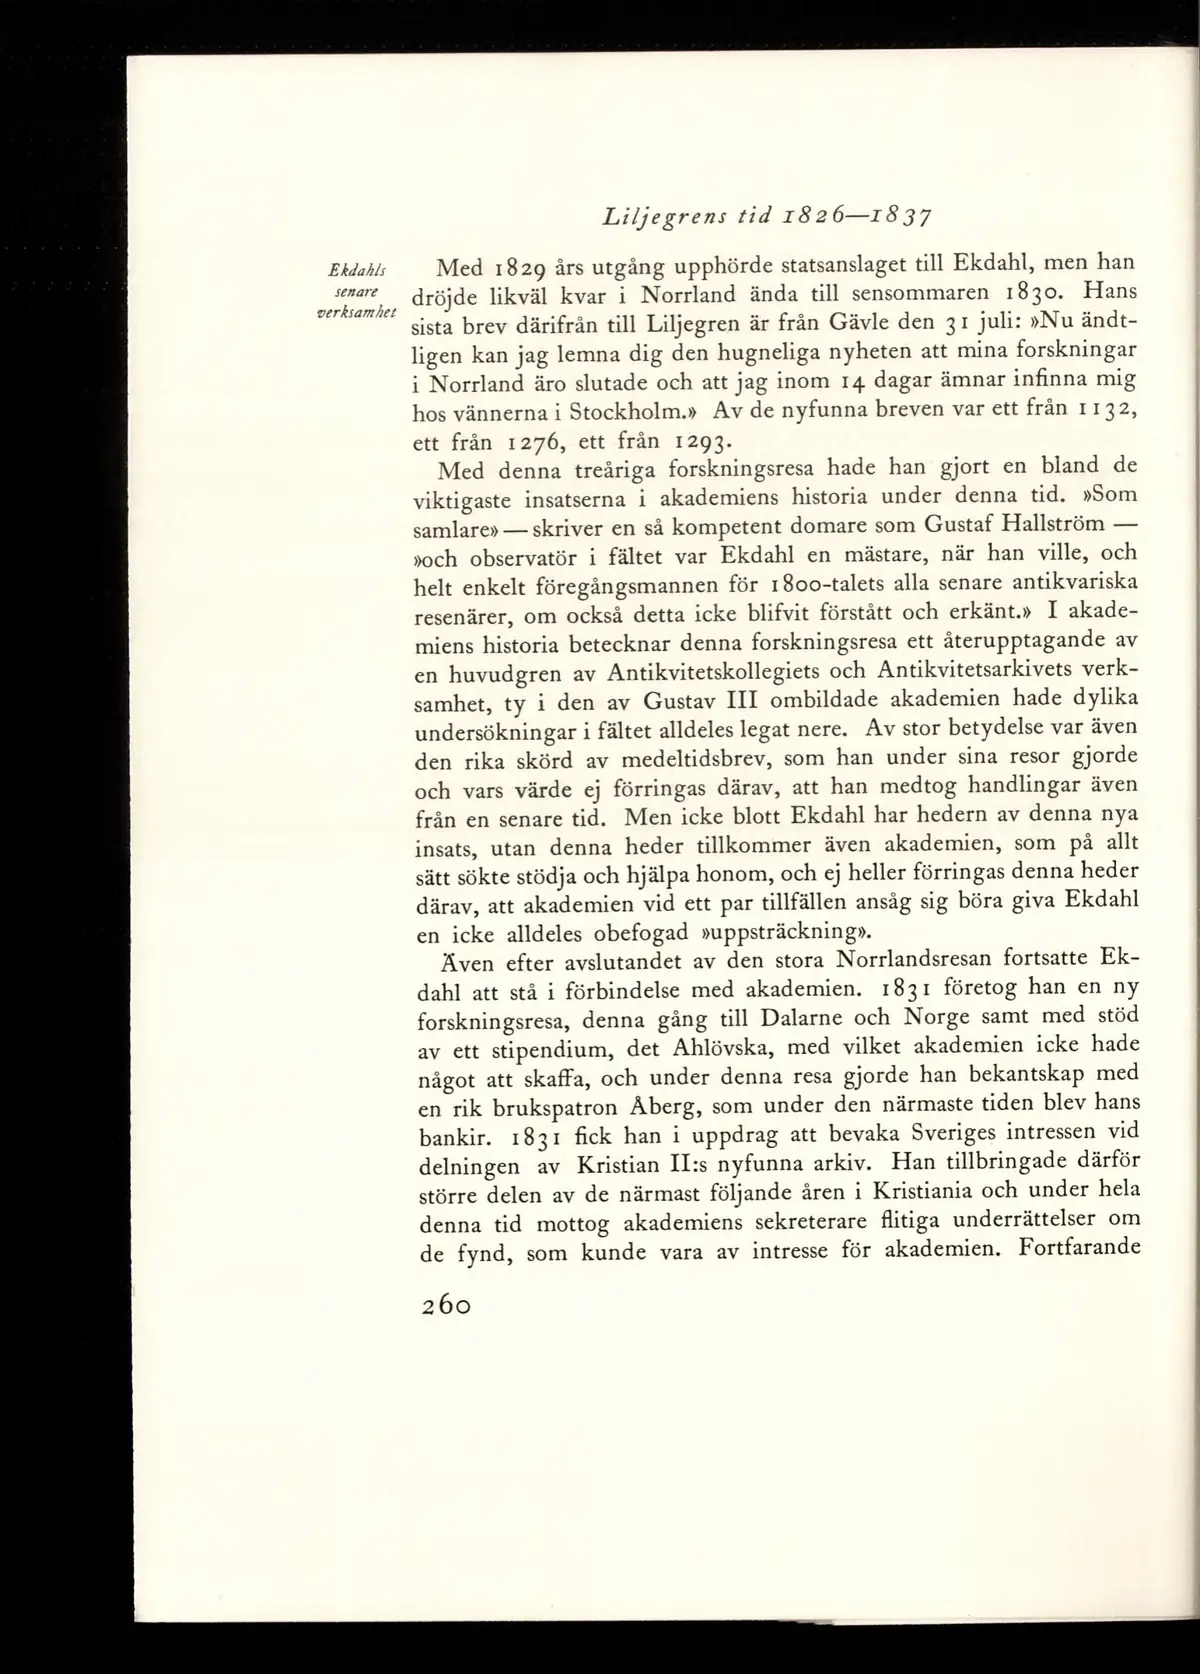 Liljegrens tid 1826—1837
Ekdahls
senare
verksamhet
Med 1829 års utgång upphörde statsanslaget till Ekdahl, men han
dröjde likväl kvar i Norrland ända till sensommaren 1830. Hans
sista brev därifrån till Liljegren är från Gävle den 31 juli: »Nu ändt-
ligen kan jag lemna dig den hugneliga nyheten att mina forskningar
i Norrland äro slutade och att jag inom 14 dagar ämnar infinna mig
hos vännerna i Stockholm.» Av de nyfunna breven var ett från 1132,
ett från 1276, ett från 1293.
Med denna treåriga forskningsresa hade han gjort en bland de
viktigaste insatserna i akademiens historia under denna tid. »Som
samlare» — skriver en så kompetent domare som Gustaf Hallström —
»och observatör i fältet var Ekdahl en mästare, när han ville, och
helt enkelt föregångsmannen för 1800-talets alla senare antikvariska
resenärer, om också detta icke blifvit förstått och erkänt.» I akade-
miens historia betecknar denna forskningsresa ett återupptagande av
en huvudgren av Antikvitetskollegiets och Antikvitetsarkivets verk-
samhet, ty i den av Gustav III ombildade akademien hade dylika
undersökningar i fältet alldeles legat nere. Av stor betydelse var även
den rika skörd av medeltidsbrev, som han under sina resor gjorde
och vars värde ej förringas därav, att han medtog handlingar även
från en senare tid. Men icke blott Ekdahl har hedern av denna nya
insats, utan denna heder tillkommer även akademien, som på allt
sätt sökte stödja och hjälpa honom, och ej heller förringas denna heder
därav, att akademien vid ett par tillfällen ansåg sig böra giva Ekdahl
en icke alldeles obefogad »uppsträckning».
Även efter avslutandet av den stora Norrlandsresan fortsatte Ek-
dahl att stå i förbindelse med akademien. 1831 företog han en ny
forskningsresa, denna gång till Dalarne och Norge samt med stöd
av ett stipendium, det Ahlövska, med vilket akademien icke hade
något att skaffa, och under denna resa gjorde han bekantskap med
en rik brukspatron Åberg, som under den närmaste tiden blev hans
bankir. 1831 fick han i uppdrag att bevaka Sveriges intressen vid
delningen av Kristian II:s nyfunna arkiv. Han tillbringade därför
större delen av de närmast följande åren i Kristiania och under hela
denna tid mottog akademiens sekreterare flitiga underrättelser om
de fynd, som kunde vara av intresse för akademien. Fortfarande
260